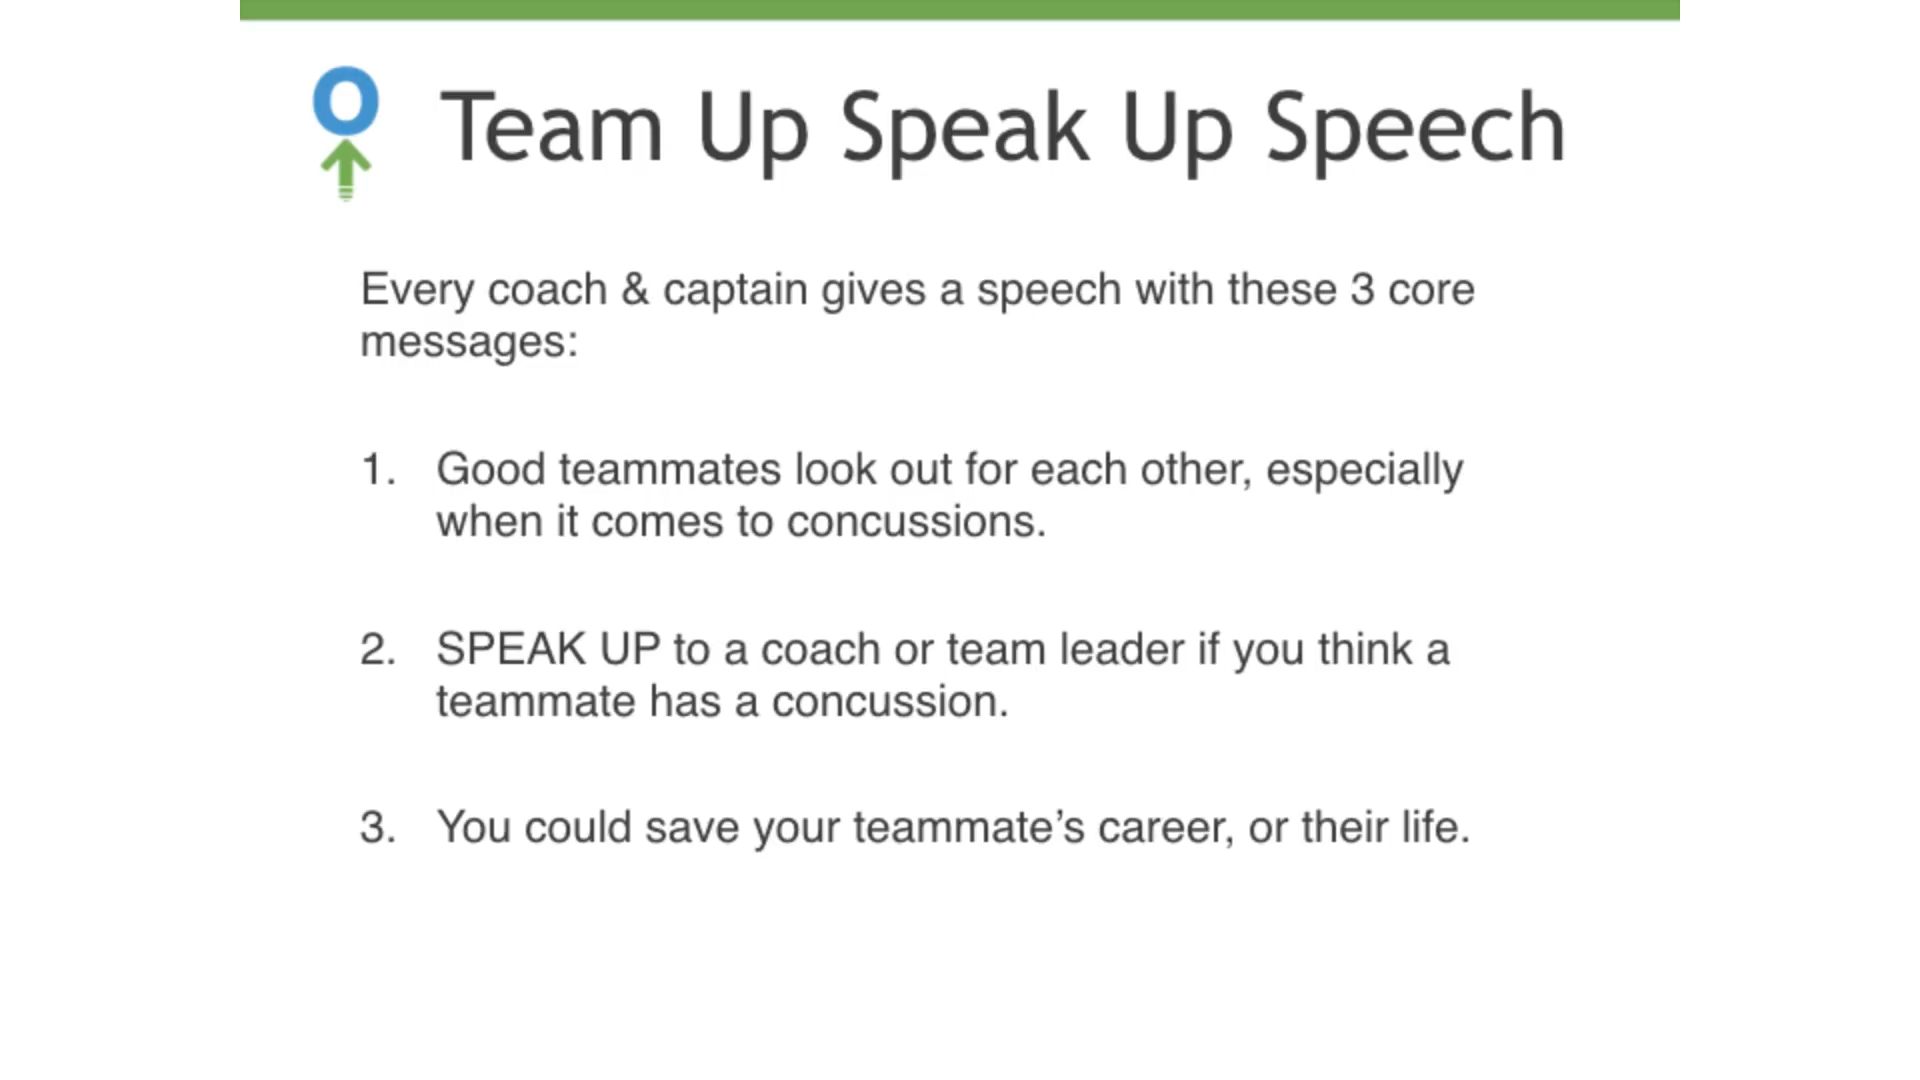 Team Up Speak Up Speech
Every coach & captain gives a speech with these 3 core
messages:
1. Good teammates look out for each other, especially
when it comes to concussions.
2. SPEAK UP to a coach or team leader if you think a
teammate has a concussion.
3. You could save your teammate’s career, or their life.